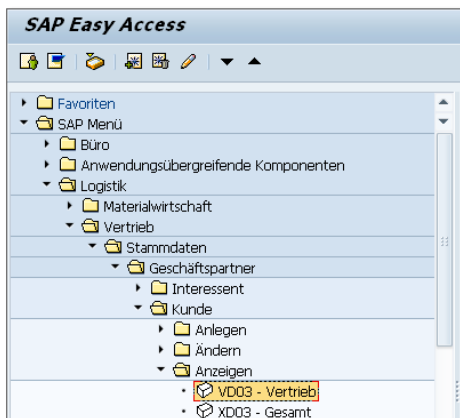 SAP Easy Access
Favoriten
SAP Menü
Büro
Anwendungsübergreifende Komponenten
Logistik
Materialwirtschaft
Vertrieb
Stammdaten
Geschäftspartner
Interessent
Kunde
Anlegen
Ändern
Anzeigen
VD03 - Vertrieb
XD03 - Gesamt